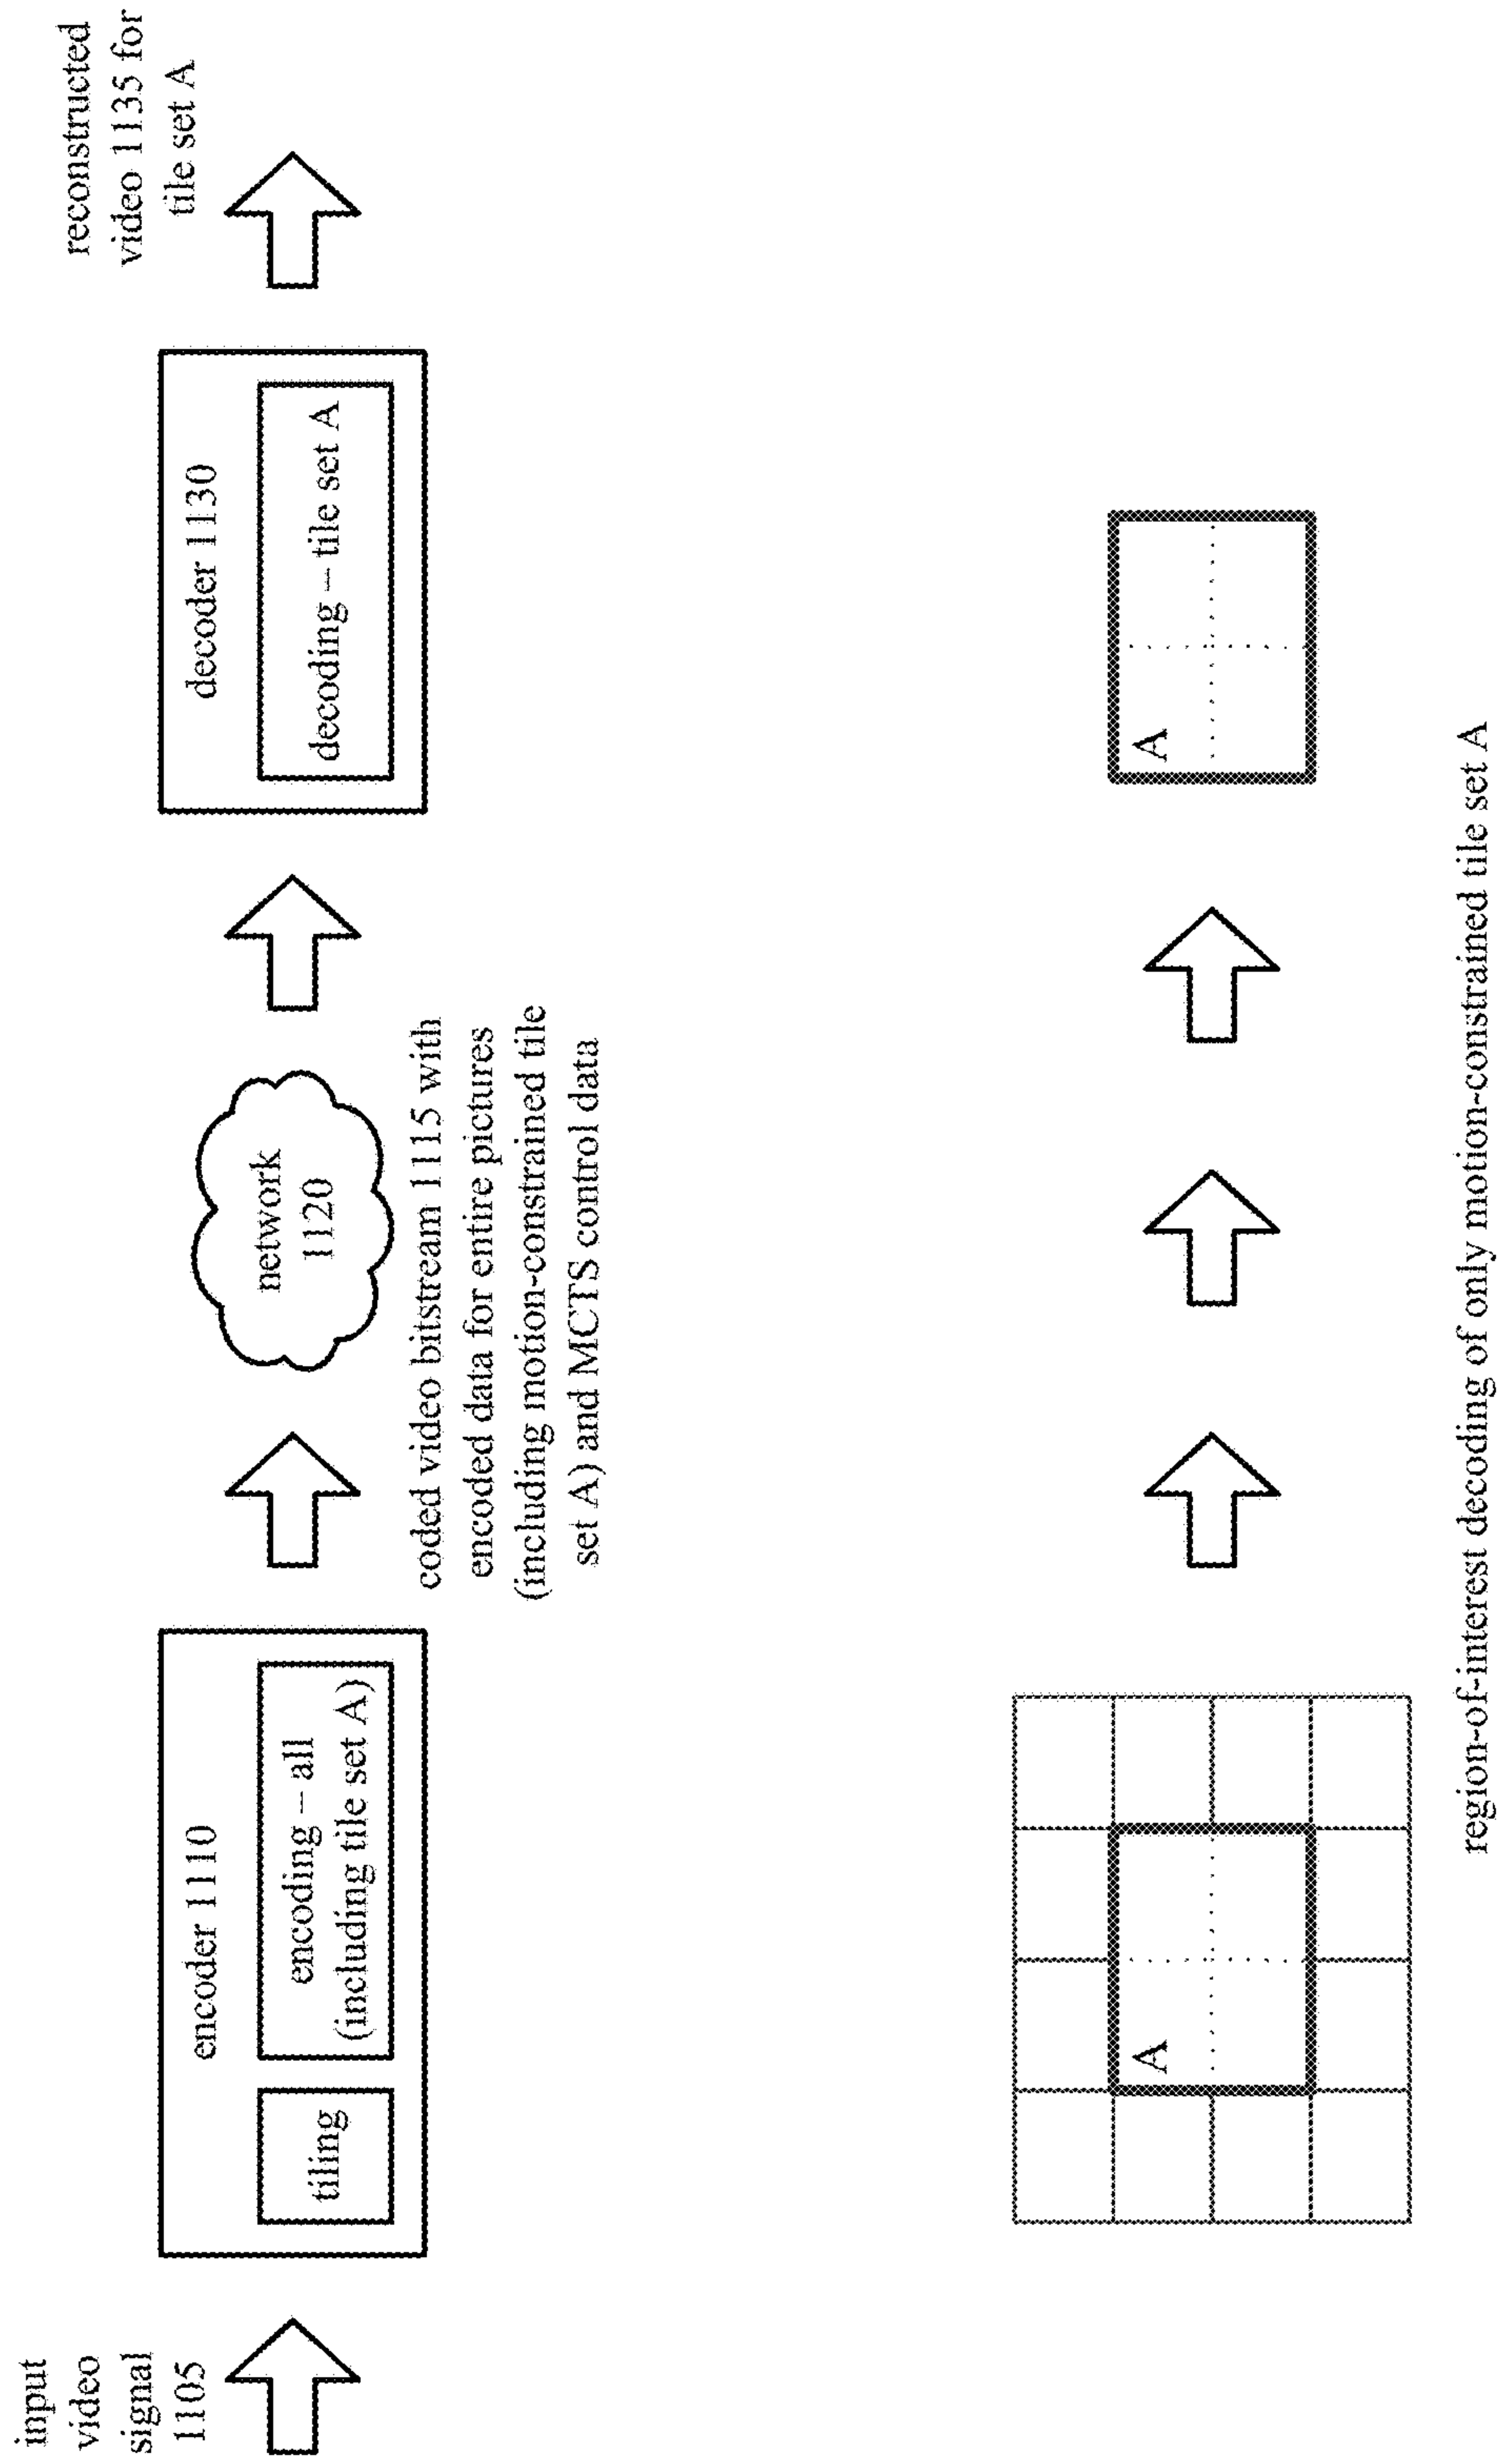 input
video
signal
1105
encoder 1110
tiling
encoding – all
(including tile set A)
network
1120
coded video bitstream 1115 with
encoded data for entire pictures
(including motion-constrained tile
set A) and MCTS control data
decoder 1130
decoding – tile set A
reconstructed
video 1135 for
tile set A
A
A
region-of-interest decoding of only motion-constrained tile set A